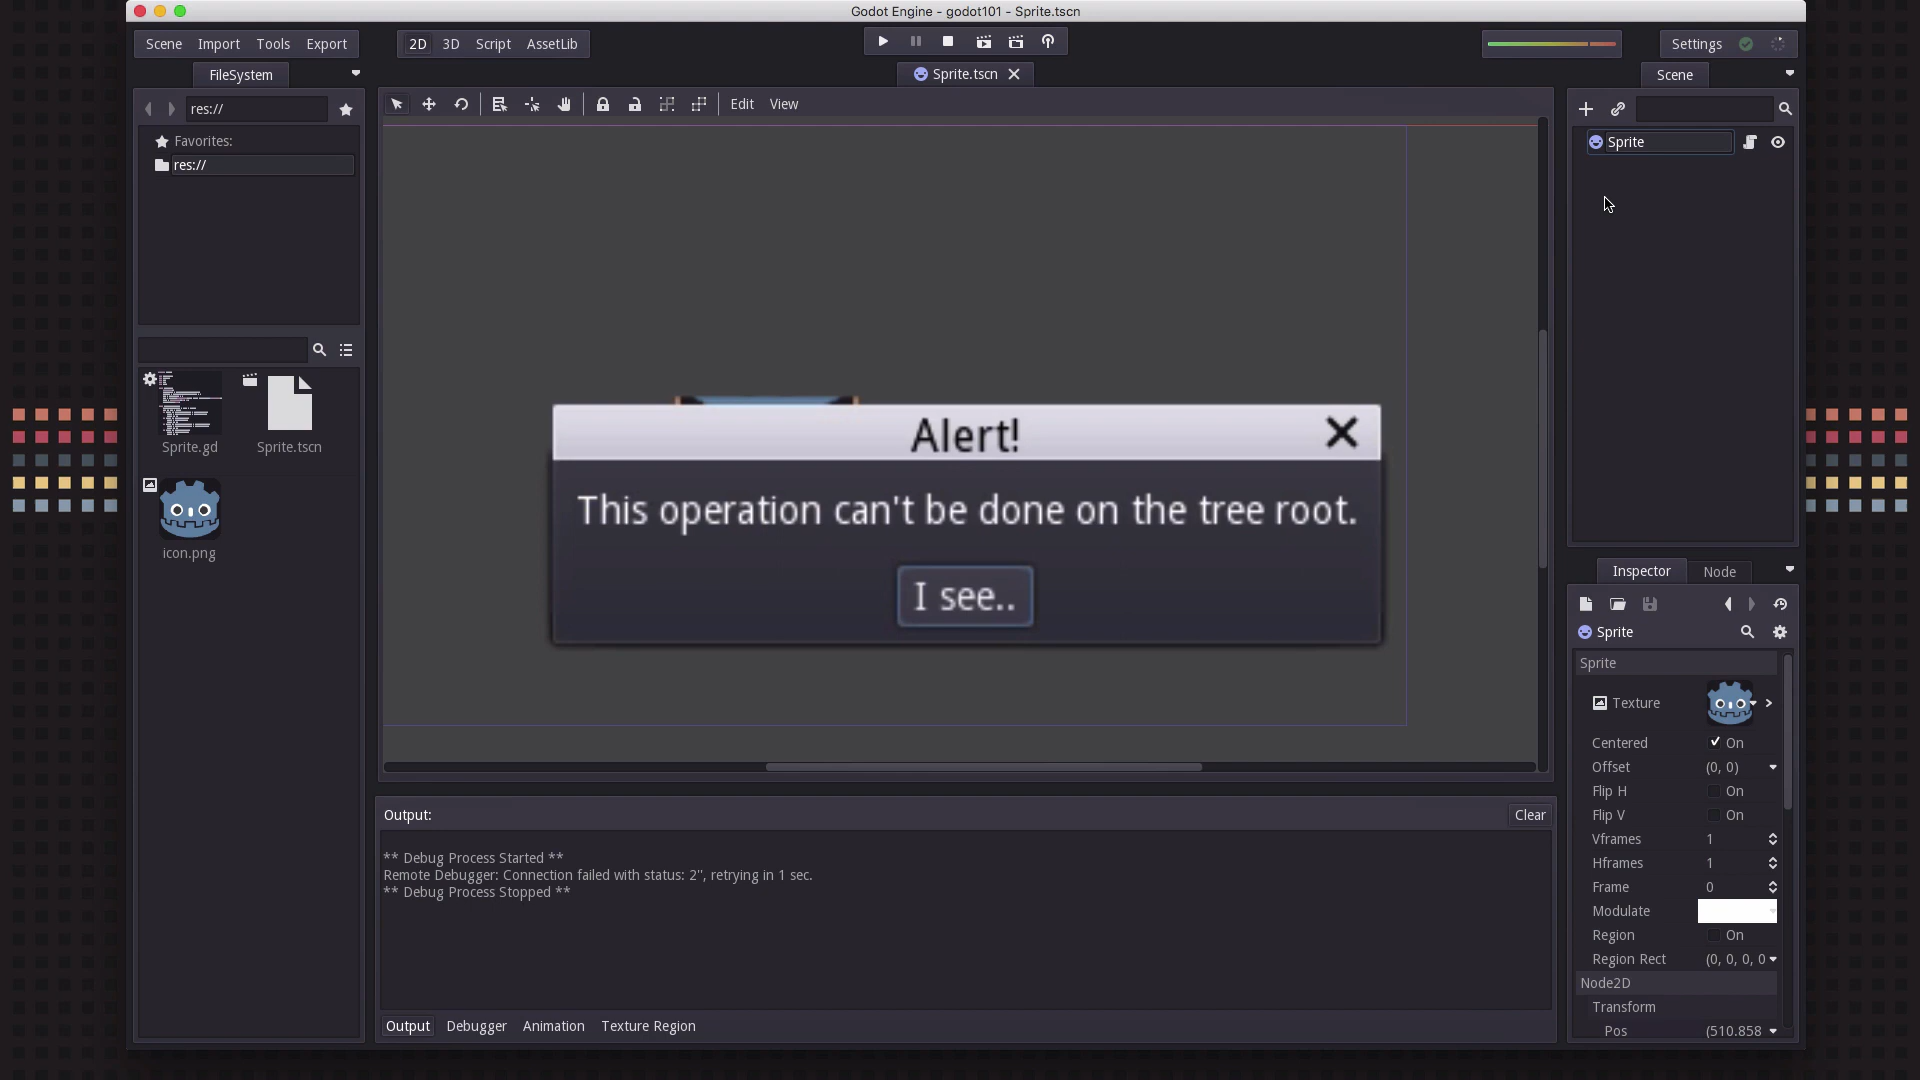 Godot Engine - godot101 - Sprite.tscn
Scene Import Tools Export
2D 3D Script AssetLib
Settings
FileSystem
Sprite.tscn
Scene
res://
Edit View
Favorites:
res://
Sprite
Alert!
This operation can't be done on the tree root.
I see..
Sprite.gd
Sprite.tscn
icon.png
Inspector
Node
Sprite
Sprite
Texture
Centered On
Offset (0, 0)
Flip H On
Flip V On
Vframes 1
Hframes 1
Frame 0
Modulate
Region On
Region Rect (0, 0, 0, 0
Node2D
Transform
Pos (510.858
Output:
Clear
** Debug Process Started **
Remote Debugger: Connection failed with status: 2'', retrying in 1 sec.
** Debug Process Stopped **
Output Debugger Animation Texture Region